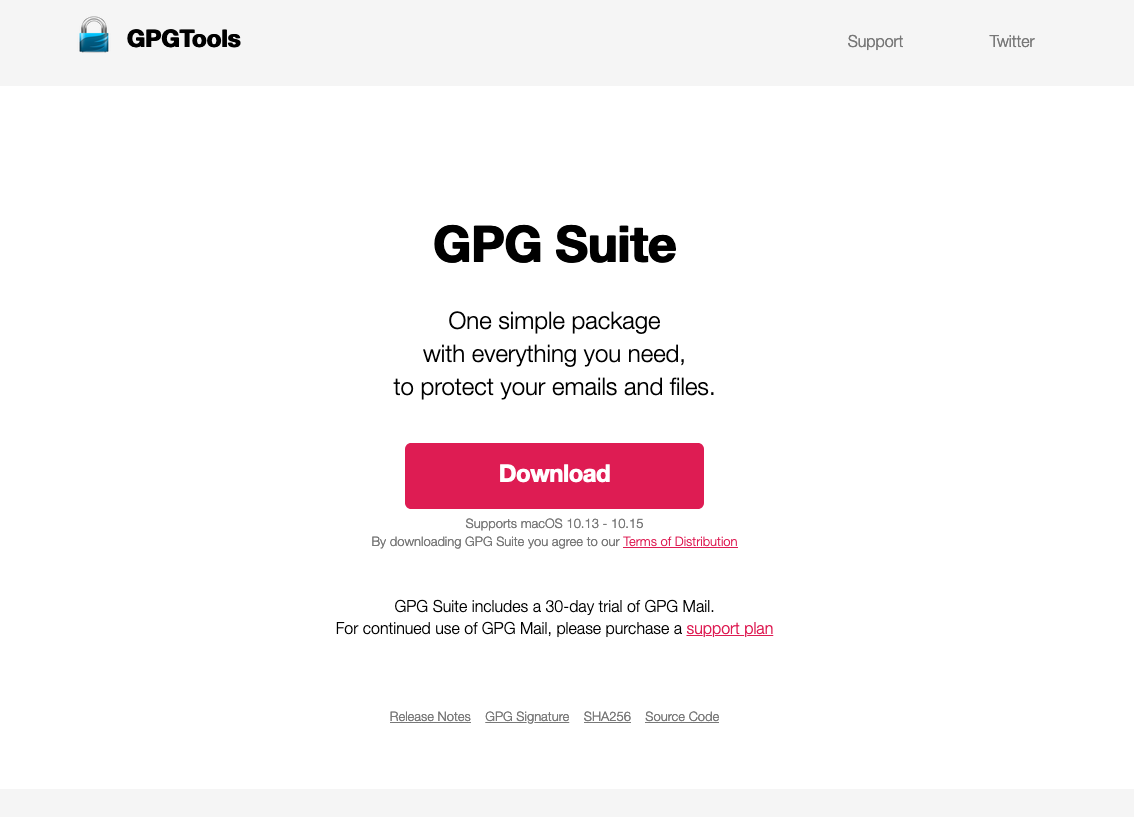 GPGTools
Support
Twitter
GPG Suite
One simple package
with everything you need,
to protect your emails and files.
Download
Supports macOS 10.13 - 10.15
By downloading GPG Suite you agree to our Terms of Distribution
GPG Suite includes a 30-day trial of GPG Mail.
For continued use of GPG Mail, please purchase a support plan
Release Notes GPG Signature SHA256 Source Code